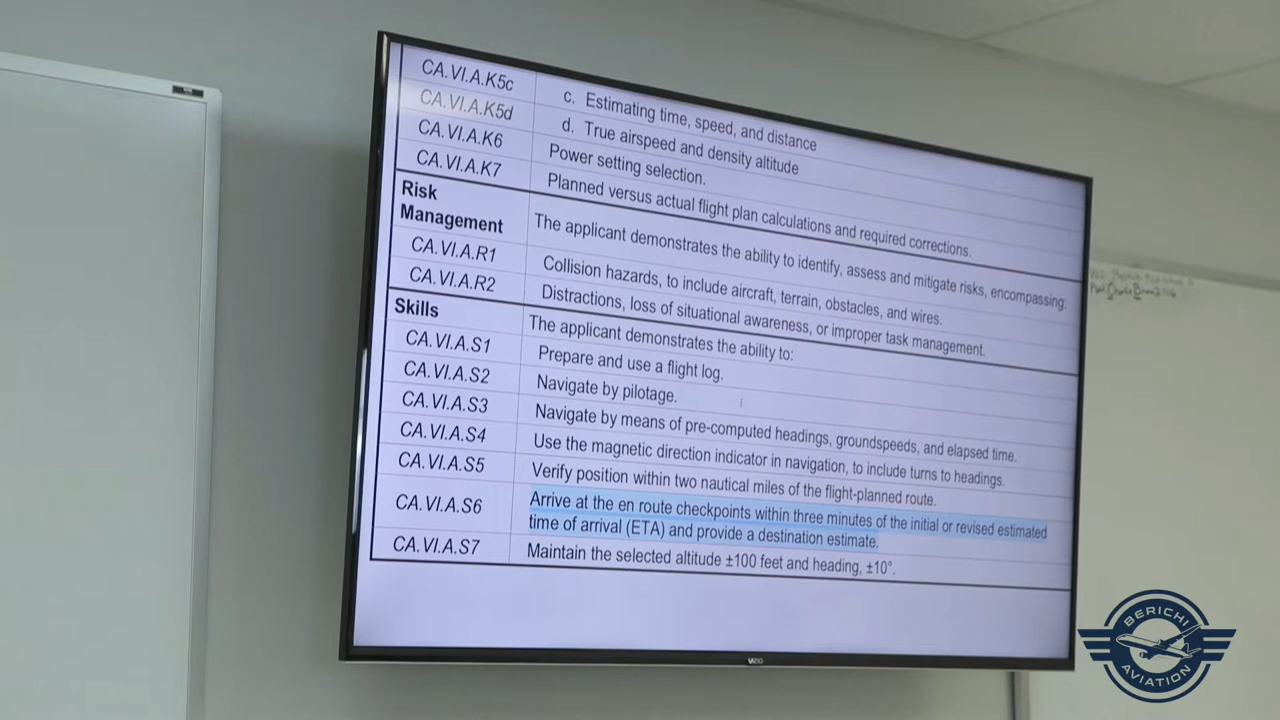 CA.VI.A.K5c c. Estimating time, speed, and distance
CA.VI.A.K5d d. True airspeed and density altitude
CA.VI.A.K6 Power setting selection.
CA.VI.A.K7 Planned versus actual flight plan calculations and required corrections.
Risk
Management The applicant demonstrates the ability to identify, assess and mitigate risks, encompassing:
CA.VI.A.R1 Collision hazards, to include aircraft, terrain, obstacles, and wires.
CA.VI.A.R2 Distractions, loss of situational awareness, or improper task management.
Skills The applicant demonstrates the ability to:
CA.VI.A.S1 Prepare and use a flight log.
CA.VI.A.S2 Navigate by pilotage.
CA.VI.A.S3 Navigate by means of pre-computed headings, groundspeeds, and elapsed time.
CA.VI.A.S4 Use the magnetic direction indicator in navigation, to include turns to headings.
CA.VI.A.S5 Verify position within two nautical miles of the flight-planned route.
CA.VI.A.S6 Arrive at the en route checkpoints within three minutes of the initial or revised estimated
time of arrival (ETA) and provide a destination estimate.
CA.VI.A.S7 Maintain the selected altitude ±100 feet and heading, ±10°.
VIZIO
BERICHI
AVIATION